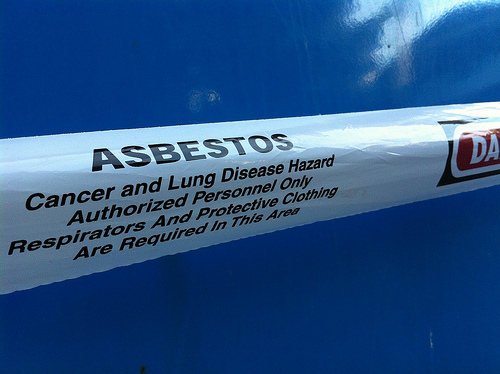 ASBESTOS
Cancer and Lung Disease Hazard
Authorized Personnel Only
Respirators And Protective Clothing
Are Required In This Area
DA